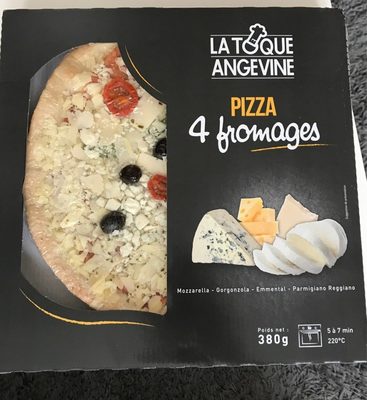 LA TOQUE
ANGEVINE
PIZZA
4 fromages
Mozzarella - Gorgonzola - Emmental - Parmigiano Reggiano
Poids net :
380g
5 à 7 min
220°C